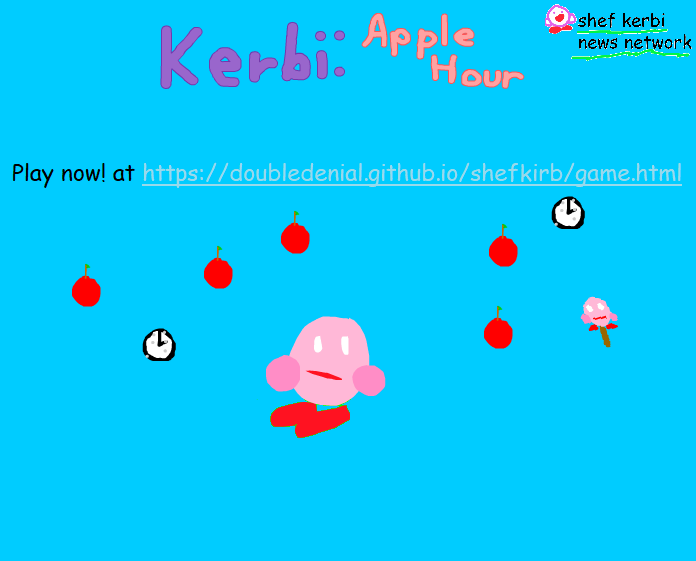 Kerbi: Apple
Hour
shef kerbi
news network
Play now! at https://doubledenial.github.io/shefkirb/game.html